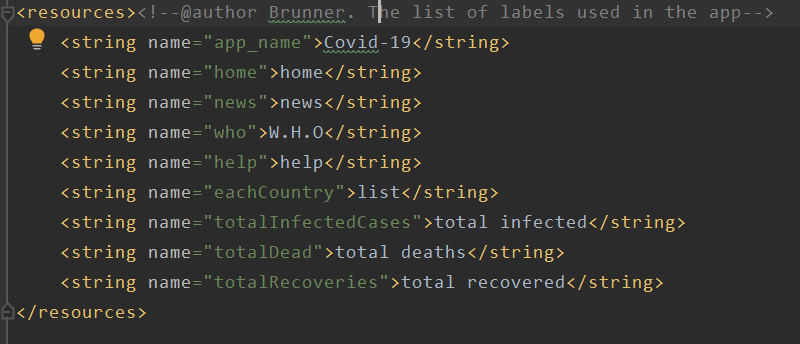 <resources><!--@author Brunner. The list of labels used in the app-->
    <string name="app_name">Covid-19</string>
    <string name="home">home</string>
    <string name="news">news</string>
    <string name="who">W.H.O</string>
    <string name="help">help</string>
    <string name="eachCountry">list</string>
    <string name="totalInfectedCases">total infected</string>
    <string name="totalDead">total deaths</string>
    <string name="totalRecoveries">total recovered</string>
</resources>